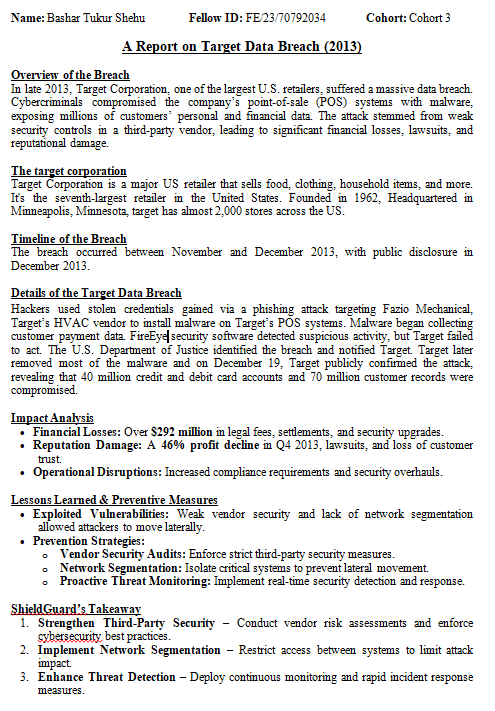 Name: Bashar Tukur Shehu Fellow ID: FE/23/70792034 Cohort: Cohort 3
A Report on Target Data Breach (2013)
Overview of the Breach
In late 2013, Target Corporation, one of the largest U.S. retailers, suffered a massive data breach.
Cybercriminals compromised the company's point-of-sale (POS) systems with malware,
exposing millions of customers' personal and financial data. The attack stemmed from weak
security controls in a third-party vendor, leading to significant financial losses, lawsuits, and
reputational damage.
The target corporation
Target Corporation is a major US retailer that sells food, clothing, household items, and more.
It's the seventh-largest retailer in the United States. Founded in 1962, Headquartered in
Minneapolis, Minnesota, target has almost 2,000 stores across the US.
Timeline of the Breach
The breach occurred between November and December 2013, with public disclosure in
December 2013.
Details of the Target Data Breach
Hackers used stolen credentials gained via a phishing attack targeting Fazio Mechanical,
Target's HVAC vendor to install malware on Target's POS systems. Malware began collecting
customer payment data. FireEye security software detected suspicious activity, but Target failed
to act. The U.S. Department of Justice identified the breach and notified Target. Target later
removed most of the malware and on December 19, Target publicly confirmed the attack,
revealing that 40 million credit and debit card accounts and 70 million customer records were
compromised.
Impact Analysis
• Financial Losses: Over $292 million in legal fees, settlements, and security upgrades.
• Reputation Damage: A 46% profit decline in Q4 2013, lawsuits, and loss of customer
trust.
• Operational Disruptions: Increased compliance requirements and security overhauls.
Lessons Learned & Preventive Measures
• Exploited Vulnerabilities: Weak vendor security and lack of network segmentation
allowed attackers to move laterally.
• Prevention Strategies:
o Vendor Security Audits: Enforce strict third-party security measures.
o Network Segmentation: Isolate critical systems to prevent lateral movement.
o Proactive Threat Monitoring: Implement real-time security detection and response.
ShieldGuard's Takeaway
1. Strengthen Third-Party Security – Conduct vendor risk assessments and enforce
cybersecurity best practices.
2. Implement Network Segmentation – Restrict access between systems to limit attack
impact.
3. Enhance Threat Detection – Deploy continuous monitoring and rapid incident response
measures.